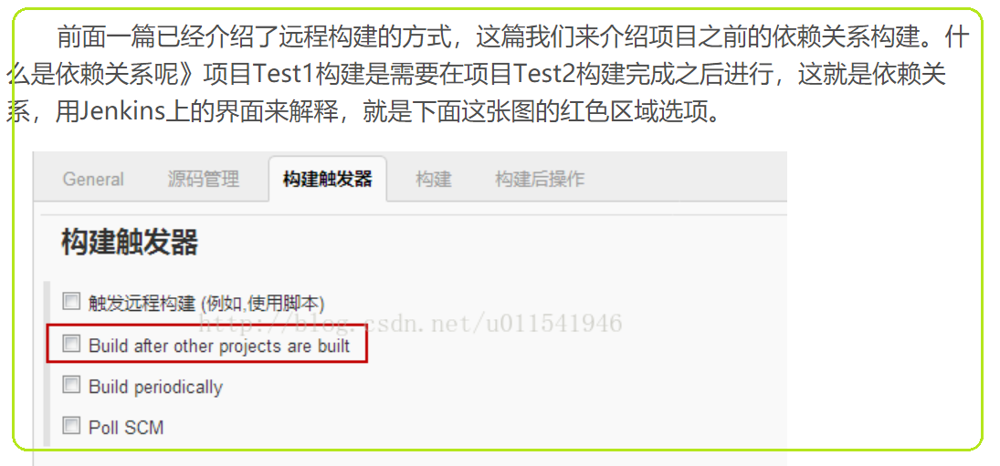 前面一篇已经介绍了远程构建的方式，这篇我们来介绍项目之前的依赖关系构建。什
么是依赖关系呢》项目Test1构建是需要在项目Test2构建完成之后进行，这就是依赖关
系，用Jenkins上的界面来解释，就是下面这张图的红色区域选项。
General 源码管理 构建触发器 构建 构建后操作
构建触发器
触发远程构建 (例如,使用脚本)
http://blog.csdn.net/u011541946
Build after other projects are built
Build periodically
Poll SCM